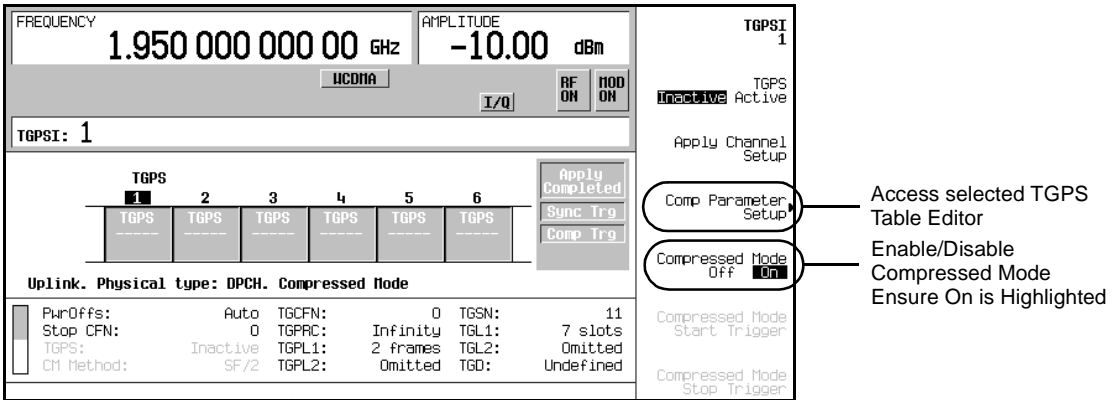 FREQUENCY
1.950 000 000 00 GHz
AMPLITUDE
-10.00 dBm
WCDMA
I/Q
RF ON
MOD ON
TGPSI: 1
TGPS
1 2 3 4 5 6
TGPS TGPS TGPS TGPS TGPS TGPS
----- ----- ----- ----- ----- -----
Apply Completed
Sync Trg
Comp Trg
Uplink. Physical type: DPCH. Compressed Mode
PwrOffs: Auto TGCFN: 0 TGSN: 11
Stop CFN: 0 TGPRC: Infinity TGL1: 7 slots
TGPS: Inactive TGPL1: 2 frames TGL2: Omitted
CM Method: SF/2 TGPL2: Omitted TGD: Undefined
TGPSI
1
TGPS
Inactive Active
Apply Channel
Setup
Comp Parameter
Setup
Compressed Mode
Off On
Compressed Mode
Start Trigger
Compressed Mode
Stop Trigger
Access selected TGPS
Table Editor
Enable/Disable
Compressed Mode
Ensure On is Highlighted